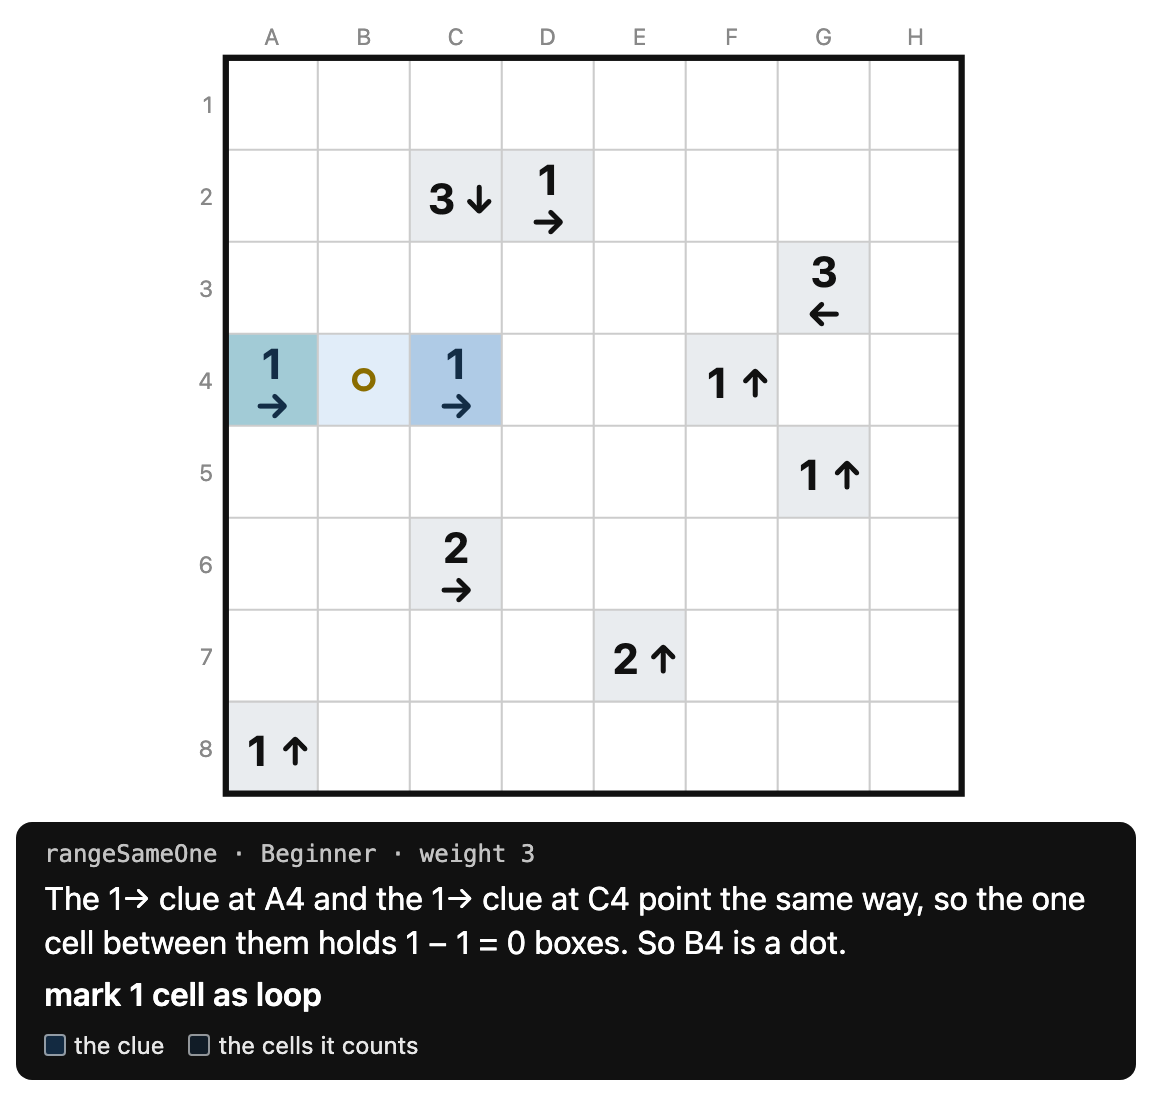 A B C D E F G H
1
2 3 ↓ 1 →
3 3 ←
4 1 → 1 → 1 ↑
5 1 ↑
6 2 →
7 2 ↑
8 1 ↑
rangeSameOne · Beginner · weight 3
The 1→ clue at A4 and the 1→ clue at C4 point the same way, so the one
cell between them holds 1 – 1 = 0 boxes. So B4 is a dot.
mark 1 cell as loop
the clue the cells it counts